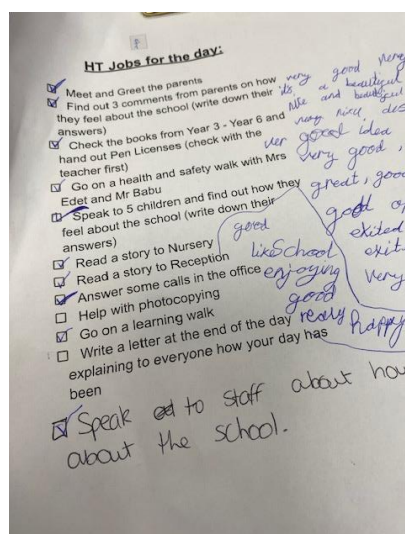 HT Jobs for the day:
Meet and Greet the parents
Find out 3 comments from parents on how
they feel about the school (write down their
answers)
Check the books from Year 3 - Year 6 and
hand out Pen Licenses (check with the
teacher first)
Go on a health and safety walk with Mrs
Edet and Mr Babu
Speak to 5 children and find out how they
feel about the school (write down their
answers)
Read a story to Nursery
Read a story to Reception
Answer some calls in the office
Help with photocopying
Go on a learning walk
Write a letter at the end of the day
explaining to everyone how your day has
been
Speak to staff about how
about the school.
very good very
a beautiful
nice and beautiful
very nice, des
ver good idea
very good,
great, good
good
exited
exit
very
good
like School
enjoying
good
really happy